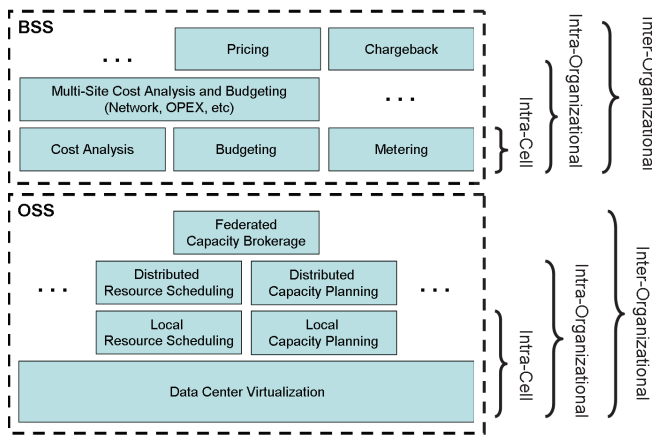 BSS
. . .
Pricing
Chargeback
Multi-Site Cost Analysis and Budgeting
(Network, OPEX, etc)
. . .
Cost Analysis
Budgeting
Metering
Intra-Cell
Intra-Organizational
Inter-Organizational
OSS
Federated
Capacity Brokerage
. . .
Distributed
Resource Scheduling
Distributed
Capacity Planning
. . .
Local
Resource Scheduling
Local
Capacity Planning
Data Center Virtualization
Intra-Cell
Intra-Organizational
Inter-Organizational